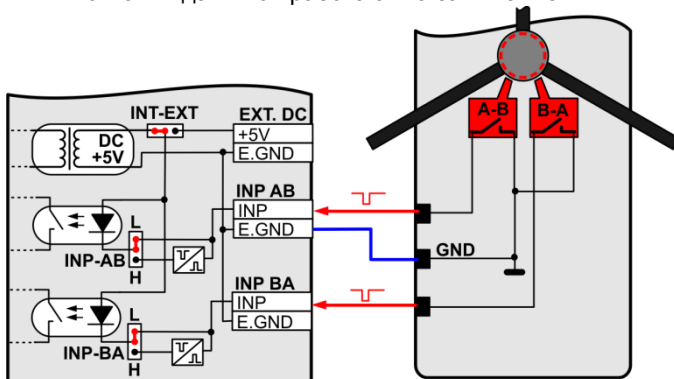 INT-EXT
EXT. DC
DC
+5V
+5V
E.GND
A-B
B-A
INP AB
INP
E.GND
L
INP-AB
H
GND
INP BA
INP
E.GND
L
INP-BA
H